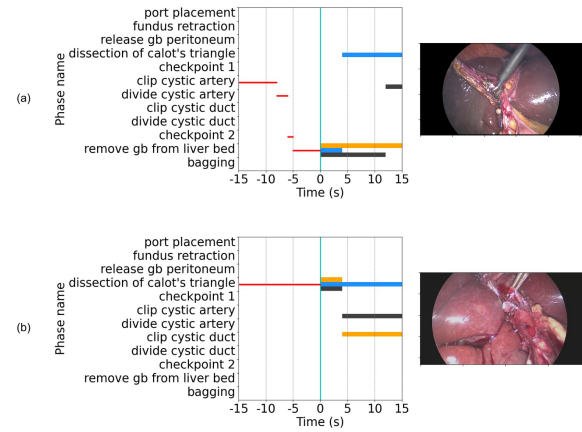 port placement
fundus retraction
release gb peritoneum
dissection of calot's triangle
checkpoint 1
clip cystic artery
divide cystic artery
clip cystic duct
divide cystic duct
checkpoint 2
remove gb from liver bed
bagging
Phase name
(a)
-15 -10 -5 0 5 10 15
Time (s)
port placement
fundus retraction
release gb peritoneum
dissection of calot's triangle
checkpoint 1
clip cystic artery
divide cystic artery
clip cystic duct
divide cystic duct
checkpoint 2
remove gb from liver bed
bagging
Phase name
(b)
-15 -10 -5 0 5 10 15
Time (s)